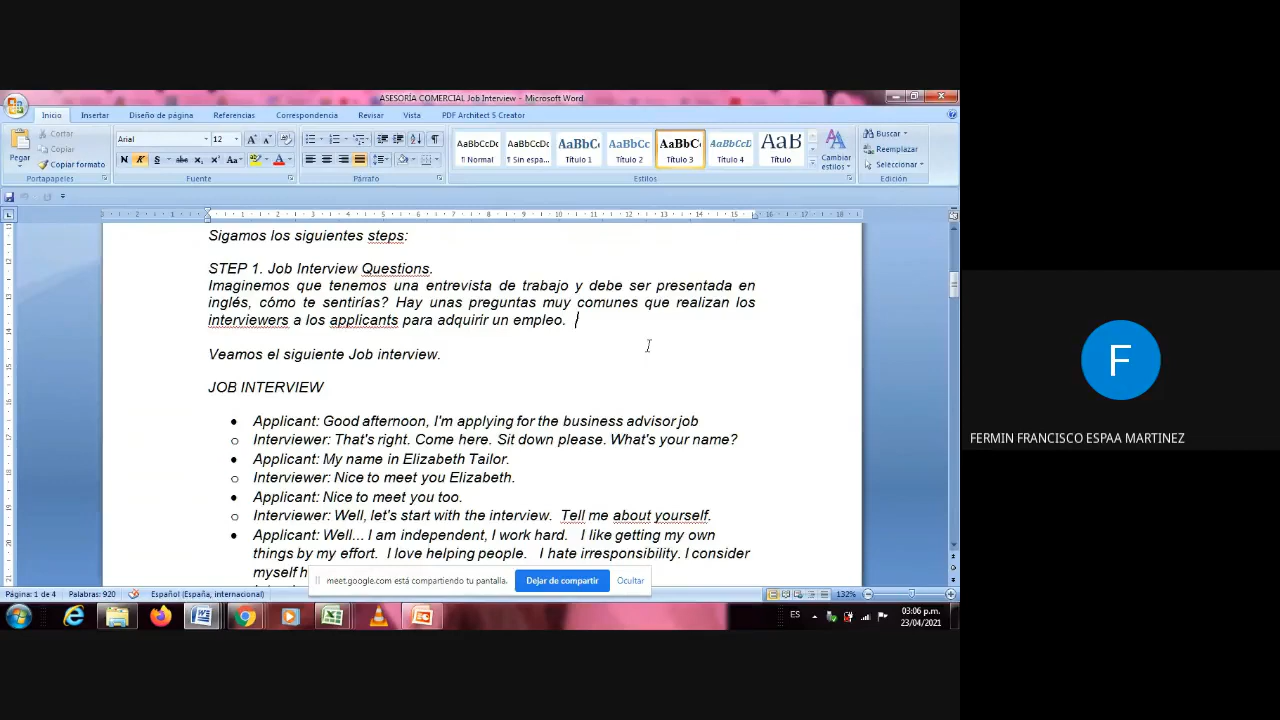 ASESORÍA COMERCIAL Job Interview - Microsoft Word
Inicio Insertar Diseño de página Referencias Correspondencia Revisar Vista PDF Architect 5 Creator
Pegar
Cortar
Copiar
Copiar formato
Portapapeles
Arial 12
Fuente
Párrafo
AaBbCcDc AaBbCcDc AaBbC AaBbCc AaBbC AaBbCcD AaB
¶ Normal ¶ Sin espa... Título 1 Título 2 Título 3 Título 4 Título
Cambiar estilos
Estilos
Buscar
Reemplazar
Seleccionar
Edición
Sigamos los siguientes steps:
STEP 1. Job Interview Questions.
Imaginemos que tenemos una entrevista de trabajo y debe ser presentada en
inglés, cómo te sentirías? Hay unas preguntas muy comunes que realizan los
interviewers a los applicants para adquirir un empleo.
Veamos el siguiente Job interview.
JOB INTERVIEW
• Applicant: Good afternoon, I'm applying for the business advisor job
o Interviewer: That's right. Come here. Sit down please. What's your name?
• Applicant: My name in Elizabeth Tailor.
o Interviewer: Nice to meet you Elizabeth.
• Applicant: Nice to meet you too.
o Interviewer: Well, let's start with the interview. Tell me about yourself.
• Applicant: Well... I am independent, I work hard. I like getting my own
things by my effort. I love helping people. I hate irresponsibility. I consider
myself h
meet.google.com está compartiendo tu pantalla. Dejar de compartir Ocultar
Página: 1 de 4 Palabras: 920 Español (España, internacional) 132%
ES 03:06 p.m.
23/04/2021
F
FERMIN FRANCISCO ESPAA MARTINEZ